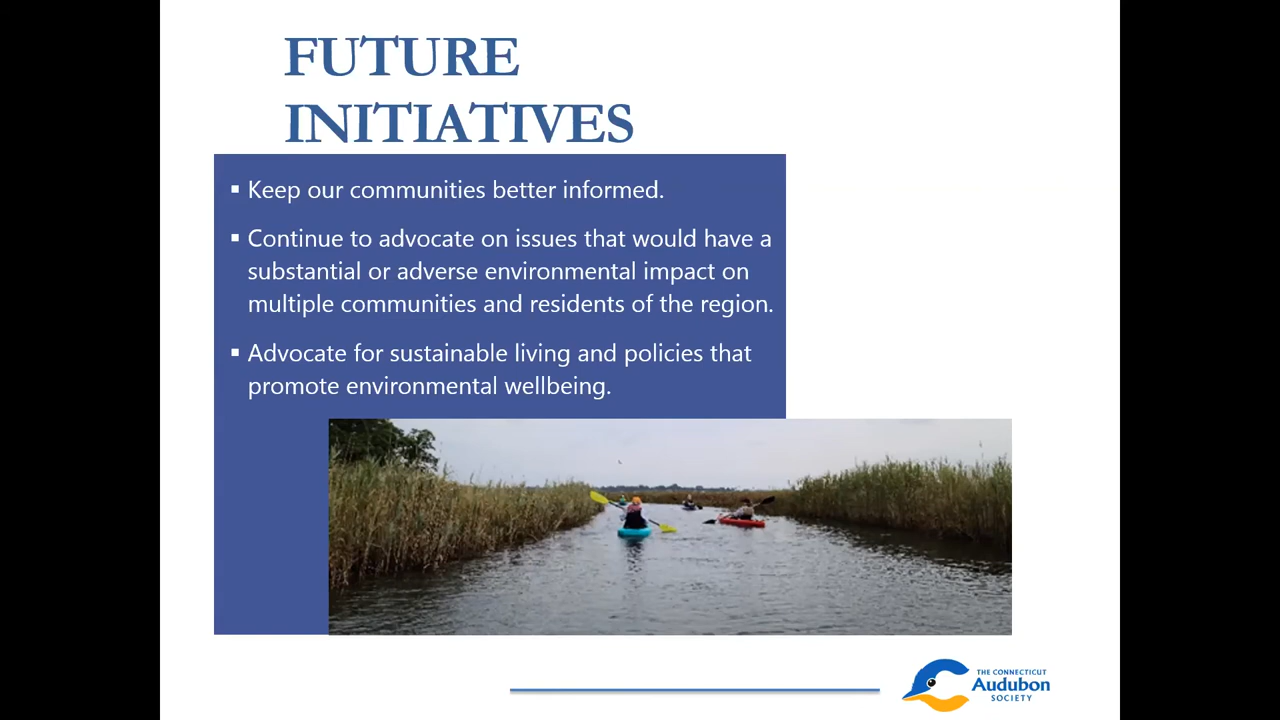 FUTURE
INITIATIVES
▪ Keep our communities better informed.
▪ Continue to advocate on issues that would have a
substantial or adverse environmental impact on
multiple communities and residents of the region.
▪ Advocate for sustainable living and policies that
promote environmental wellbeing.
THE CONNECTICUT
Audubon
SOCIETY